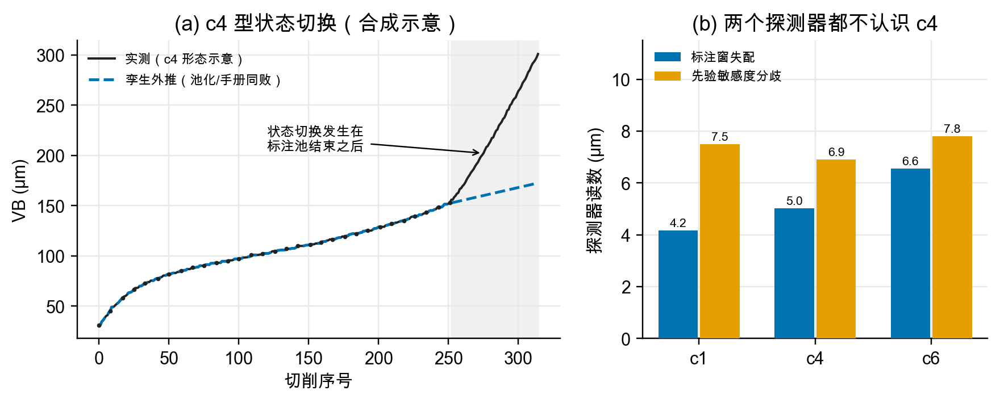 (a) c4 型状态切换（合成示意）
实测（c4 形态示意）
孪生外推（池化/手册同败）
状态切换发生在
标注池结束之后
VB (μm)
300
250
200
150
100
50
0
50
100
150
200
250
300
切削序号
(b) 两个探测器都不认识 c4
标注窗失配
先验敏感度分歧
探测器读数 (μm)
10
8
6
4
2
0
4.2
7.5
5.0
6.9
6.6
7.8
c1
c4
c6